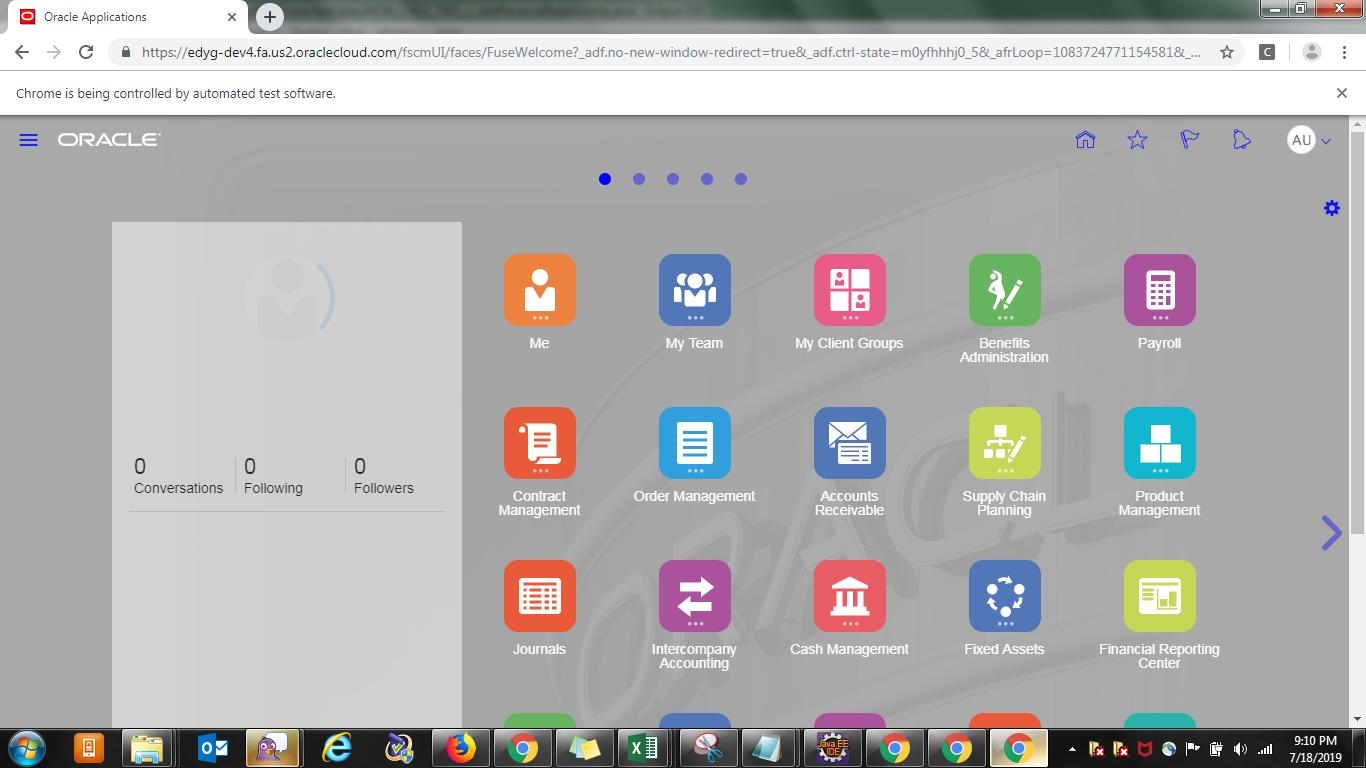 Oracle Applications
https://edyg-dev4.fa.us2.oraclecloud.com/fscmUI/faces/FuseWelcome?_adf.no-new-window-redirect=true&_adf.ctrl-state=m0yfhhhj0_5&_afrLoop=1083724771154581&_...
C
Chrome is being controlled by automated test software.
ORACLE
AU
Me
My Team
My Client Groups
Benefits
Administration
Payroll
0
Conversations
0
Following
0
Followers
Contract
Management
Order Management
Accounts
Receivable
Supply Chain
Planning
Product
Management
Journals
Intercompany
Accounting
Cash Management
Fixed Assets
Financial Reporting
Center
ORACL
Java EE
IDE
9:10 PM
7/18/2019